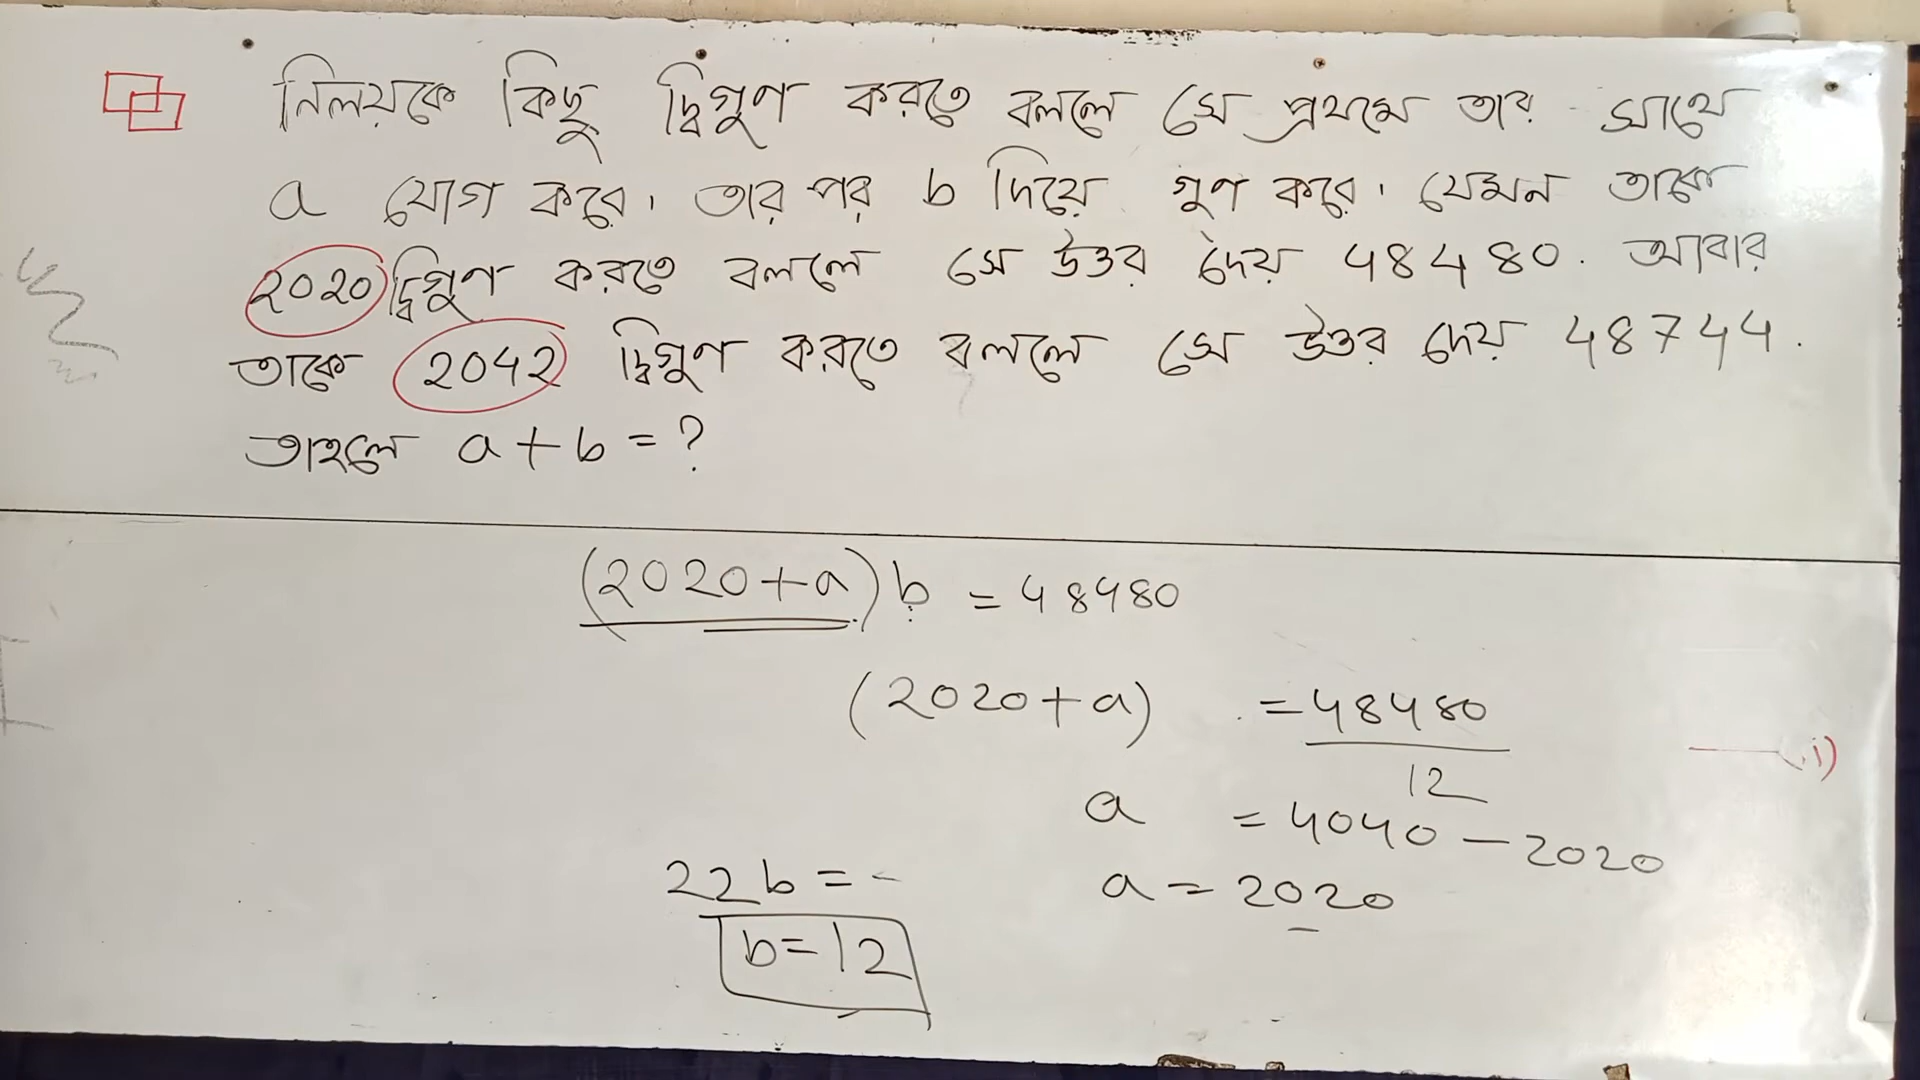 নিলয়কে কিছু দ্বিগুণ করতে বললে সে প্রথমে তার সাথে
a যোগ করে। তার পর b দিয়ে গুণ করে। যেমন তাকে
2020 দ্বিগুণ করতে বললে সে উত্তর দেয় 48480. আবার
তাকে 2042 দ্বিগুণ করতে বললে সে উত্তর দেয় 48744.
তাহলে a+b = ?
(2020+a) b = 48480
(2020+a) = 48480/12
a = 4040 - 2020
22b = -
a = 2020
b=12